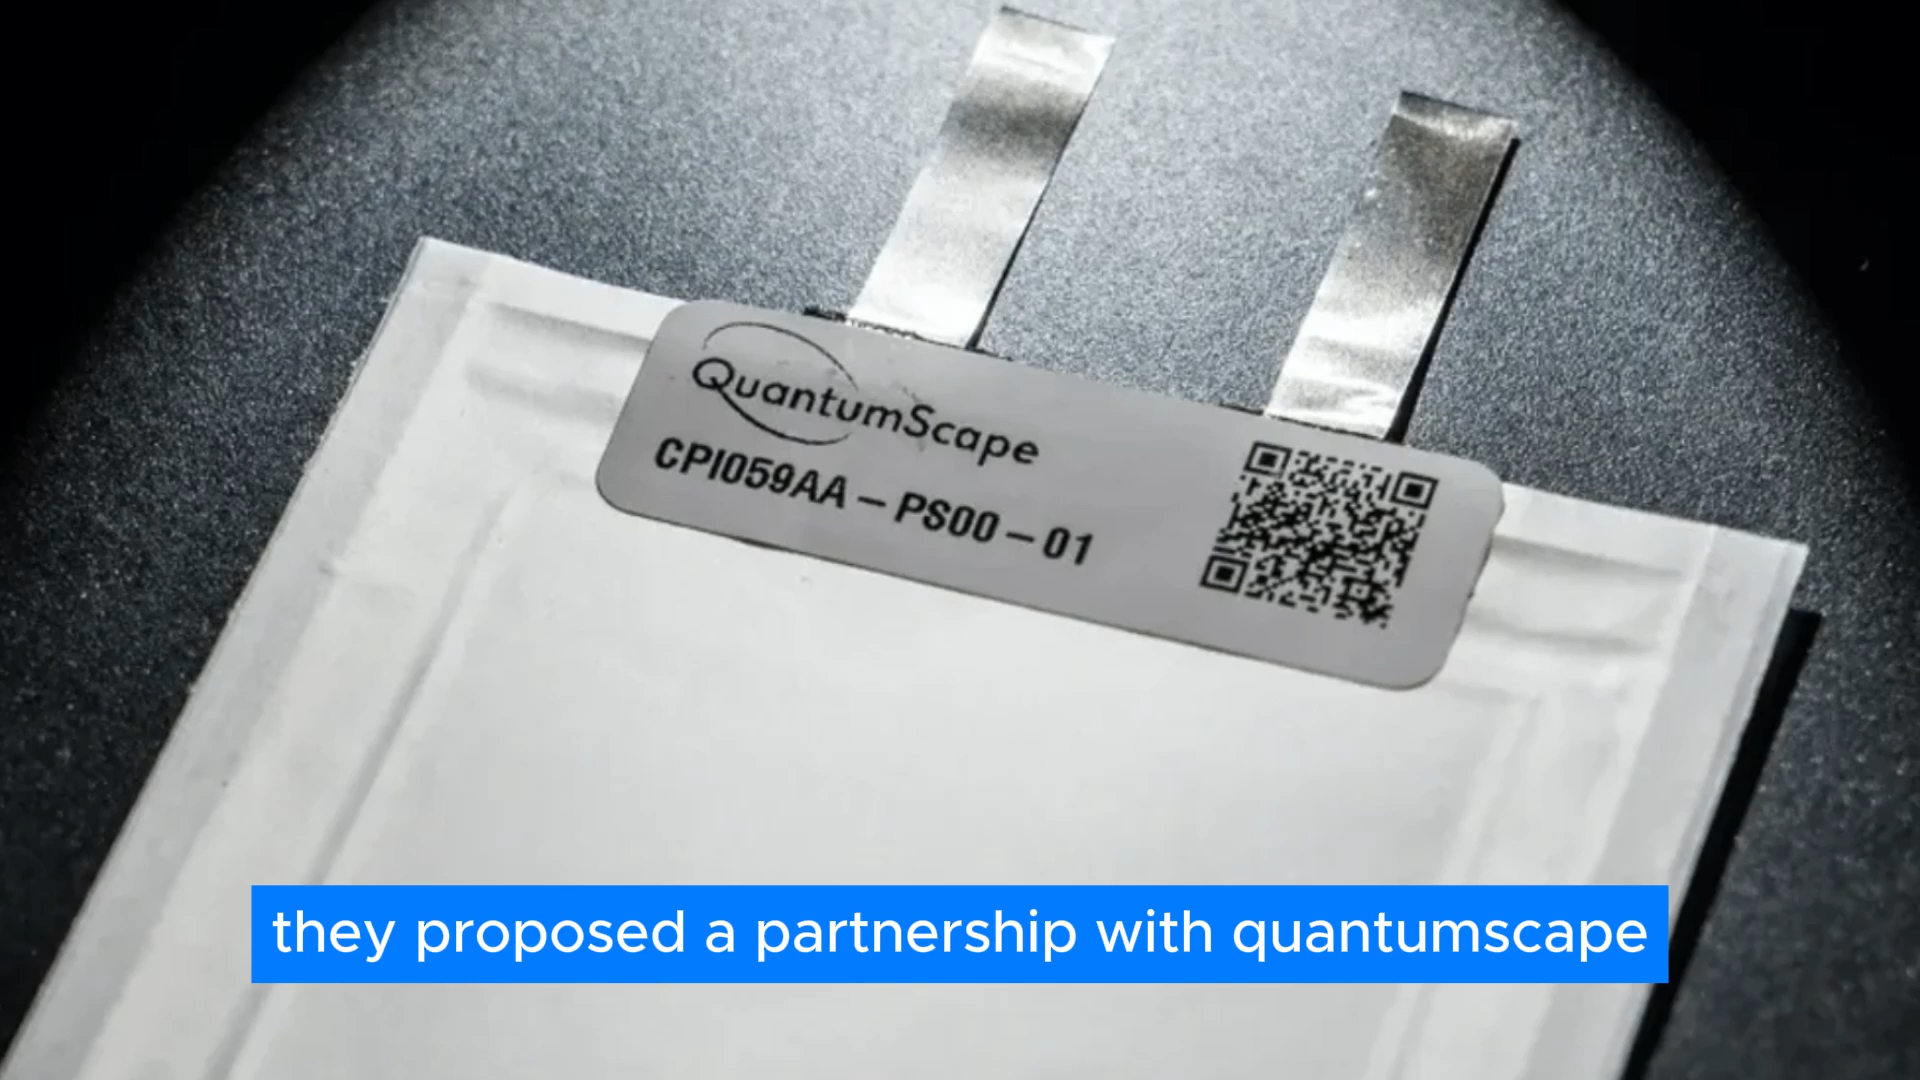 QuantumScape
CPI059AA – PS00 – 01
they proposed a partnership with quantumscape